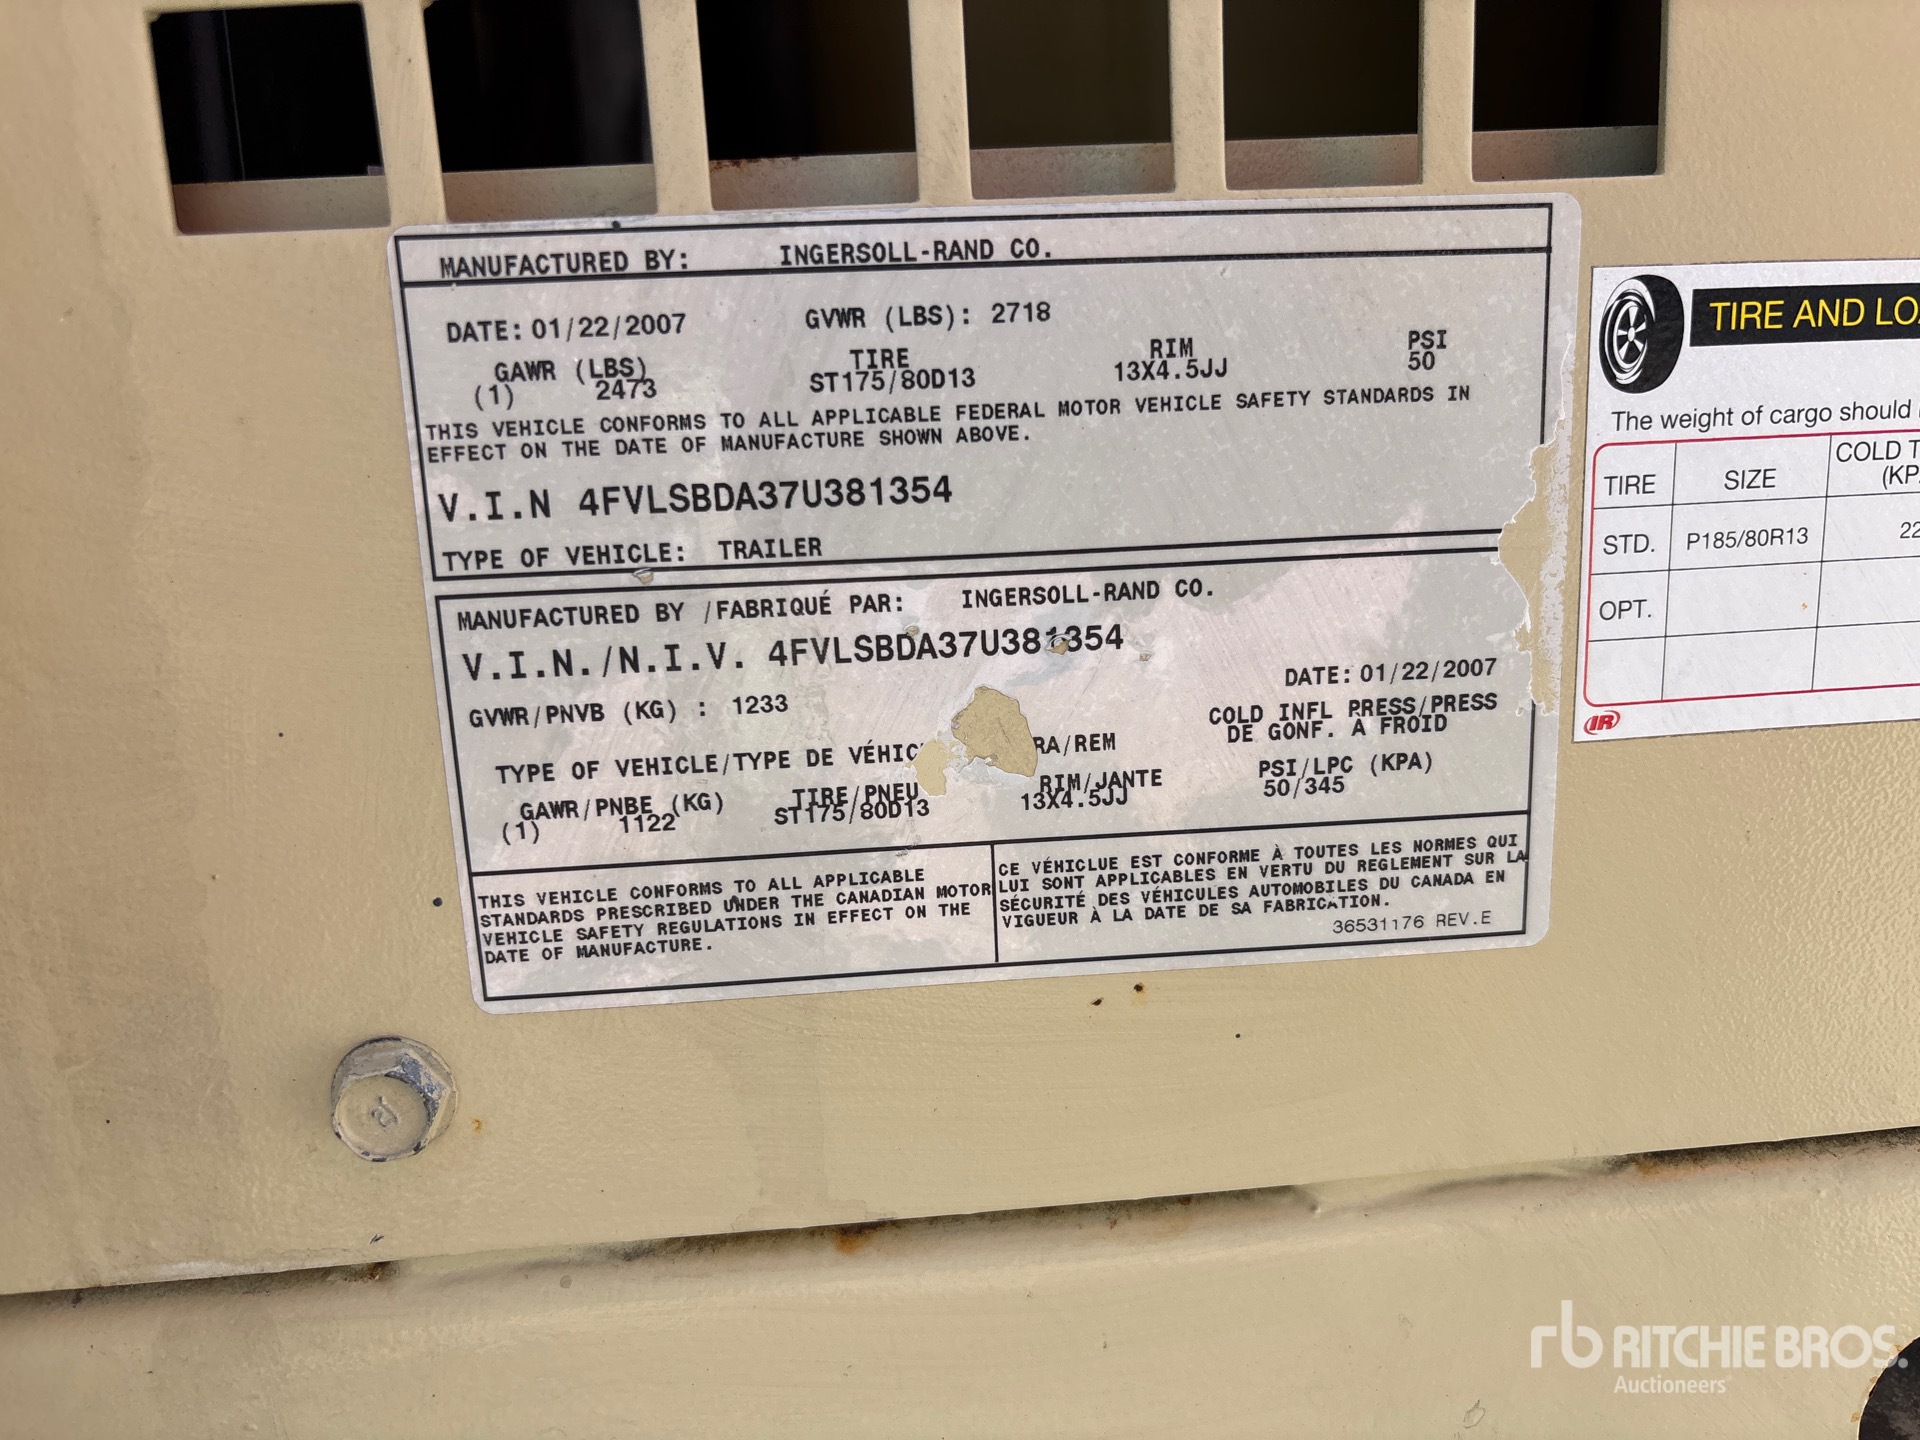 MANUFACTURED BY: INGERSOLL-RAND CO.
DATE: 01/22/2007 GVWR (LBS): 2718
GAWR (LBS) TIRE RIM PSI
(1) 2473 ST175/80D13 13X4.5JJ 50
THIS VEHICLE CONFORMS TO ALL APPLICABLE FEDERAL MOTOR VEHICLE SAFETY STANDARDS IN
EFFECT ON THE DATE OF MANUFACTURE SHOWN ABOVE.
V.I.N 4FVLSBDA37U381354
TYPE OF VEHICLE: TRAILER
MANUFACTURED BY /FABRIQUÉ PAR: INGERSOLL-RAND CO.
V.I.N./N.I.V. 4FVLSBDA37U381354
DATE: 01/22/2007
GVWR/PNVB (KG) : 1233
COLD INFL PRESS/PRESS
DE GONF. À FROID
TYPE OF VEHICLE/TYPE DE VÉHIC RA/REM
GAWR/PNBE (KG) TIRE/PNEU RIM/JANTE PSI/LPC (KPA)
(1) 1122 ST175/80D13 13X4.5JJ 50/345
THIS VEHICLE CONFORMS TO ALL APPLICABLE
STANDARDS PRESCRIBED UNDER THE CANADIAN MOTOR
VEHICLE SAFETY REGULATIONS IN EFFECT ON THE
DATE OF MANUFACTURE.
CE VÉHICLUE EST CONFORME À TOUTES LES NORMES QUI
LUI SONT APPLICABLES EN VERTU DU REGLEMENT SUR LA
SÉCURITÉ DES VÉHICULES AUTOMOBILES DU CANADA EN
VIGUEUR À LA DATE DE SA FABRICATION.
36531176 REV.E
TIRE AND LOA
The weight of cargo should
TIRE SIZE COLD T
(KP
STD. P185/80R13 22
OPT.
IR
rb RITCHIE BROS.
Auctioneers